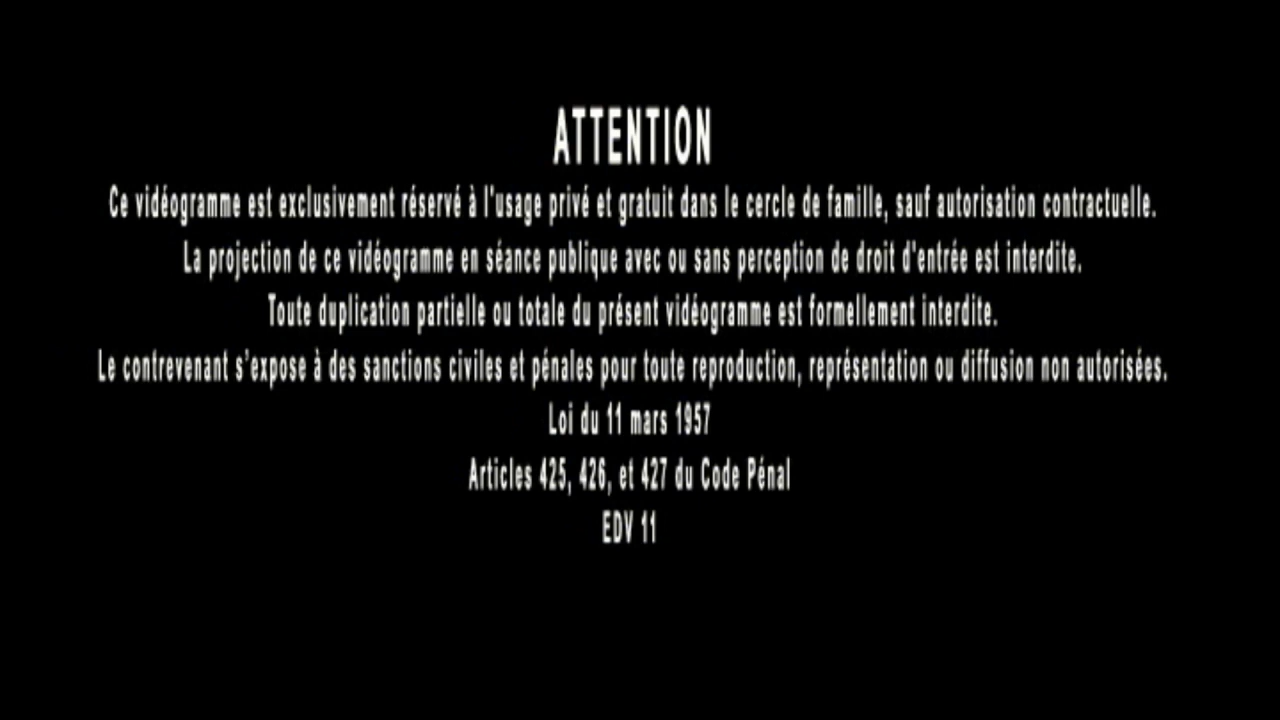 ATTENTION
Ce vidéogramme est exclusivement réservé à l'usage privé et gratuit dans le cercle de famille, sauf autorisation contractuelle.
La projection de ce vidéogramme en séance publique avec ou sans perception de droit d'entrée est interdite.
Toute duplication partielle ou totale du présent vidéogramme est formellement interdite.
Le contrevenant s'expose à des sanctions civiles et pénales pour toute reproduction, représentation ou diffusion non autorisées.
Loi du 11 mars 1957
Articles 425, 426, et 427 du Code Pénal
EDV 11